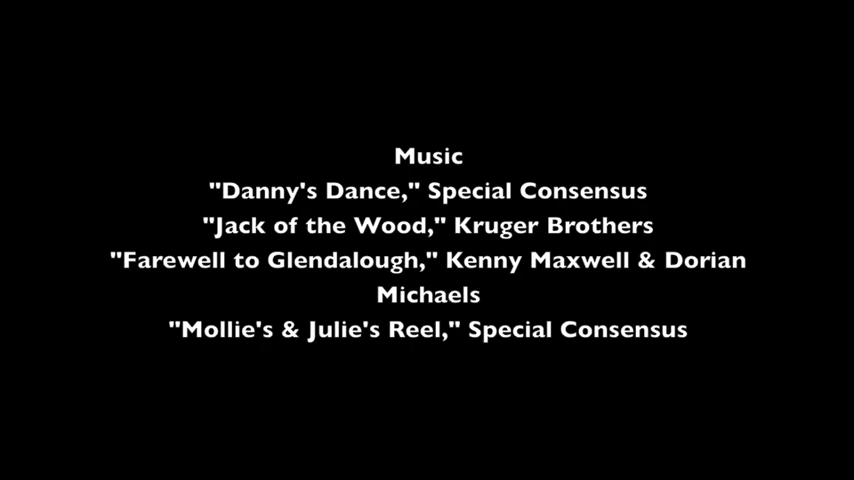 Music
"Danny's Dance," Special Consensus
"Jack of the Wood," Kruger Brothers
"Farewell to Glendalough," Kenny Maxwell & Dorian
Michaels
"Mollie's & Julie's Reel," Special Consensus